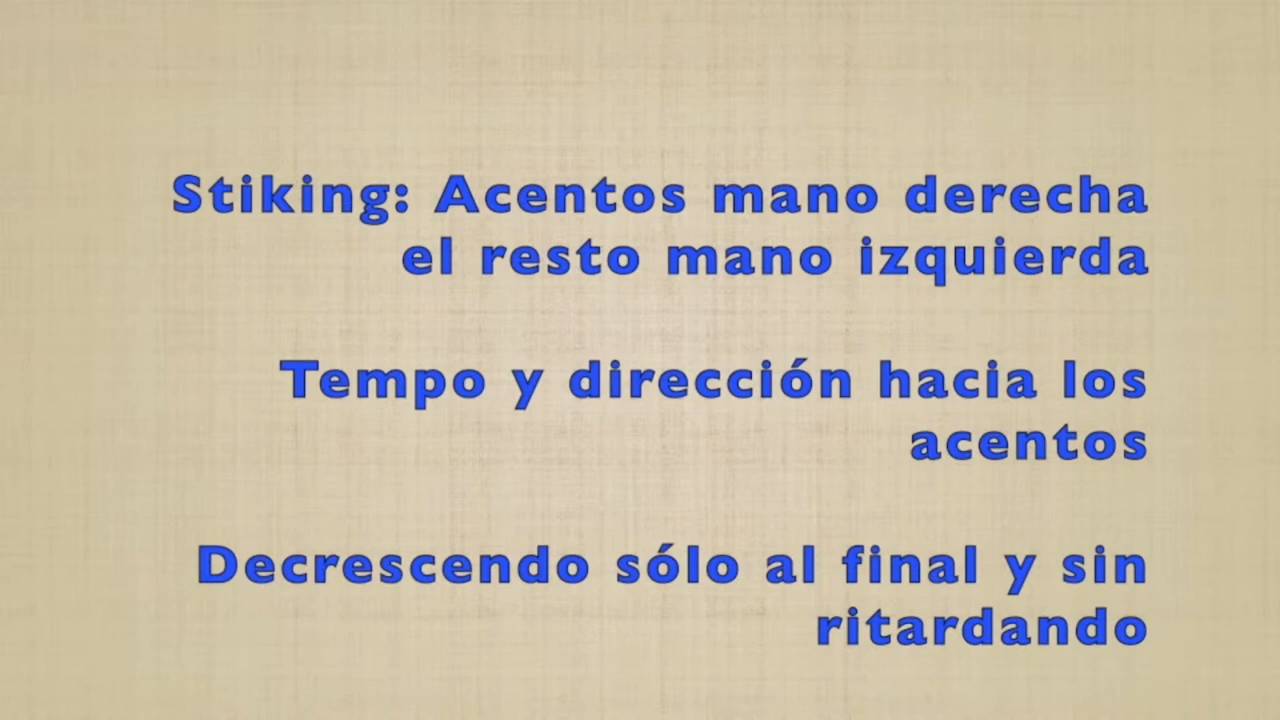 Stiking: Acentos mano derecha
el resto mano izquierda
Tempo y dirección hacia los
acentos
Decrescendo sólo al final y sin
ritardando